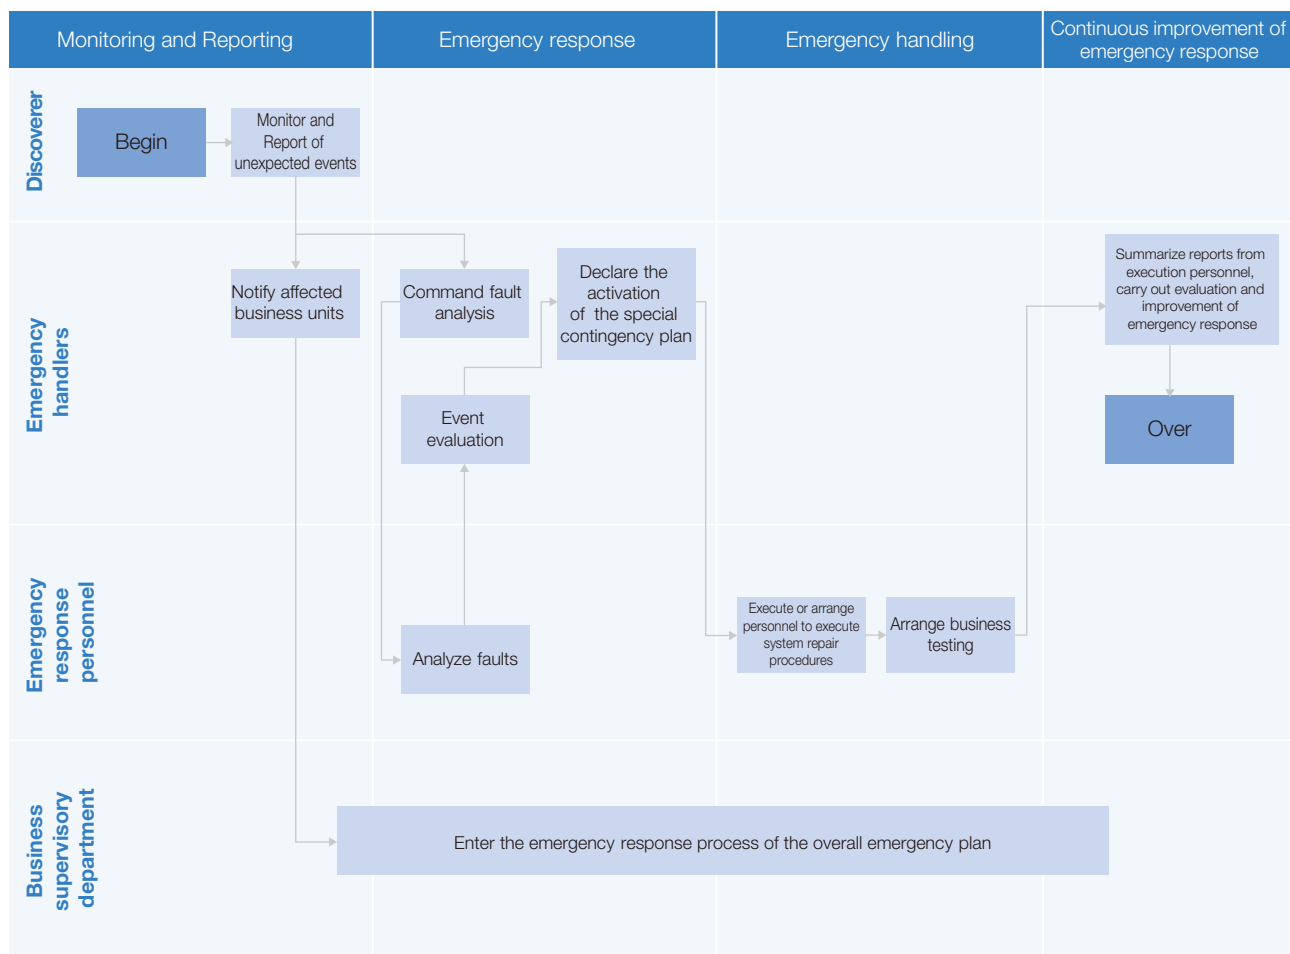 Monitoring and Reporting
Emergency response
Emergency handling
Continuous improvement of
emergency response
Discoverer
Begin
Monitor and
Report of
unexpected events
Emergency
handlers
Notify affected
business units
Command fault
analysis
Declare the
activation
of the special
contingency plan
Event
evaluation
Summarize reports from
execution personnel,
carry out evaluation and
improvement of
emergency response
Over
Emergency
response
personnel
Analyze faults
Execute or arrange
personnel to execute
system repair
procedures
Arrange business
testing
Business
supervisory
department
Enter the emergency response process of the overall emergency plan